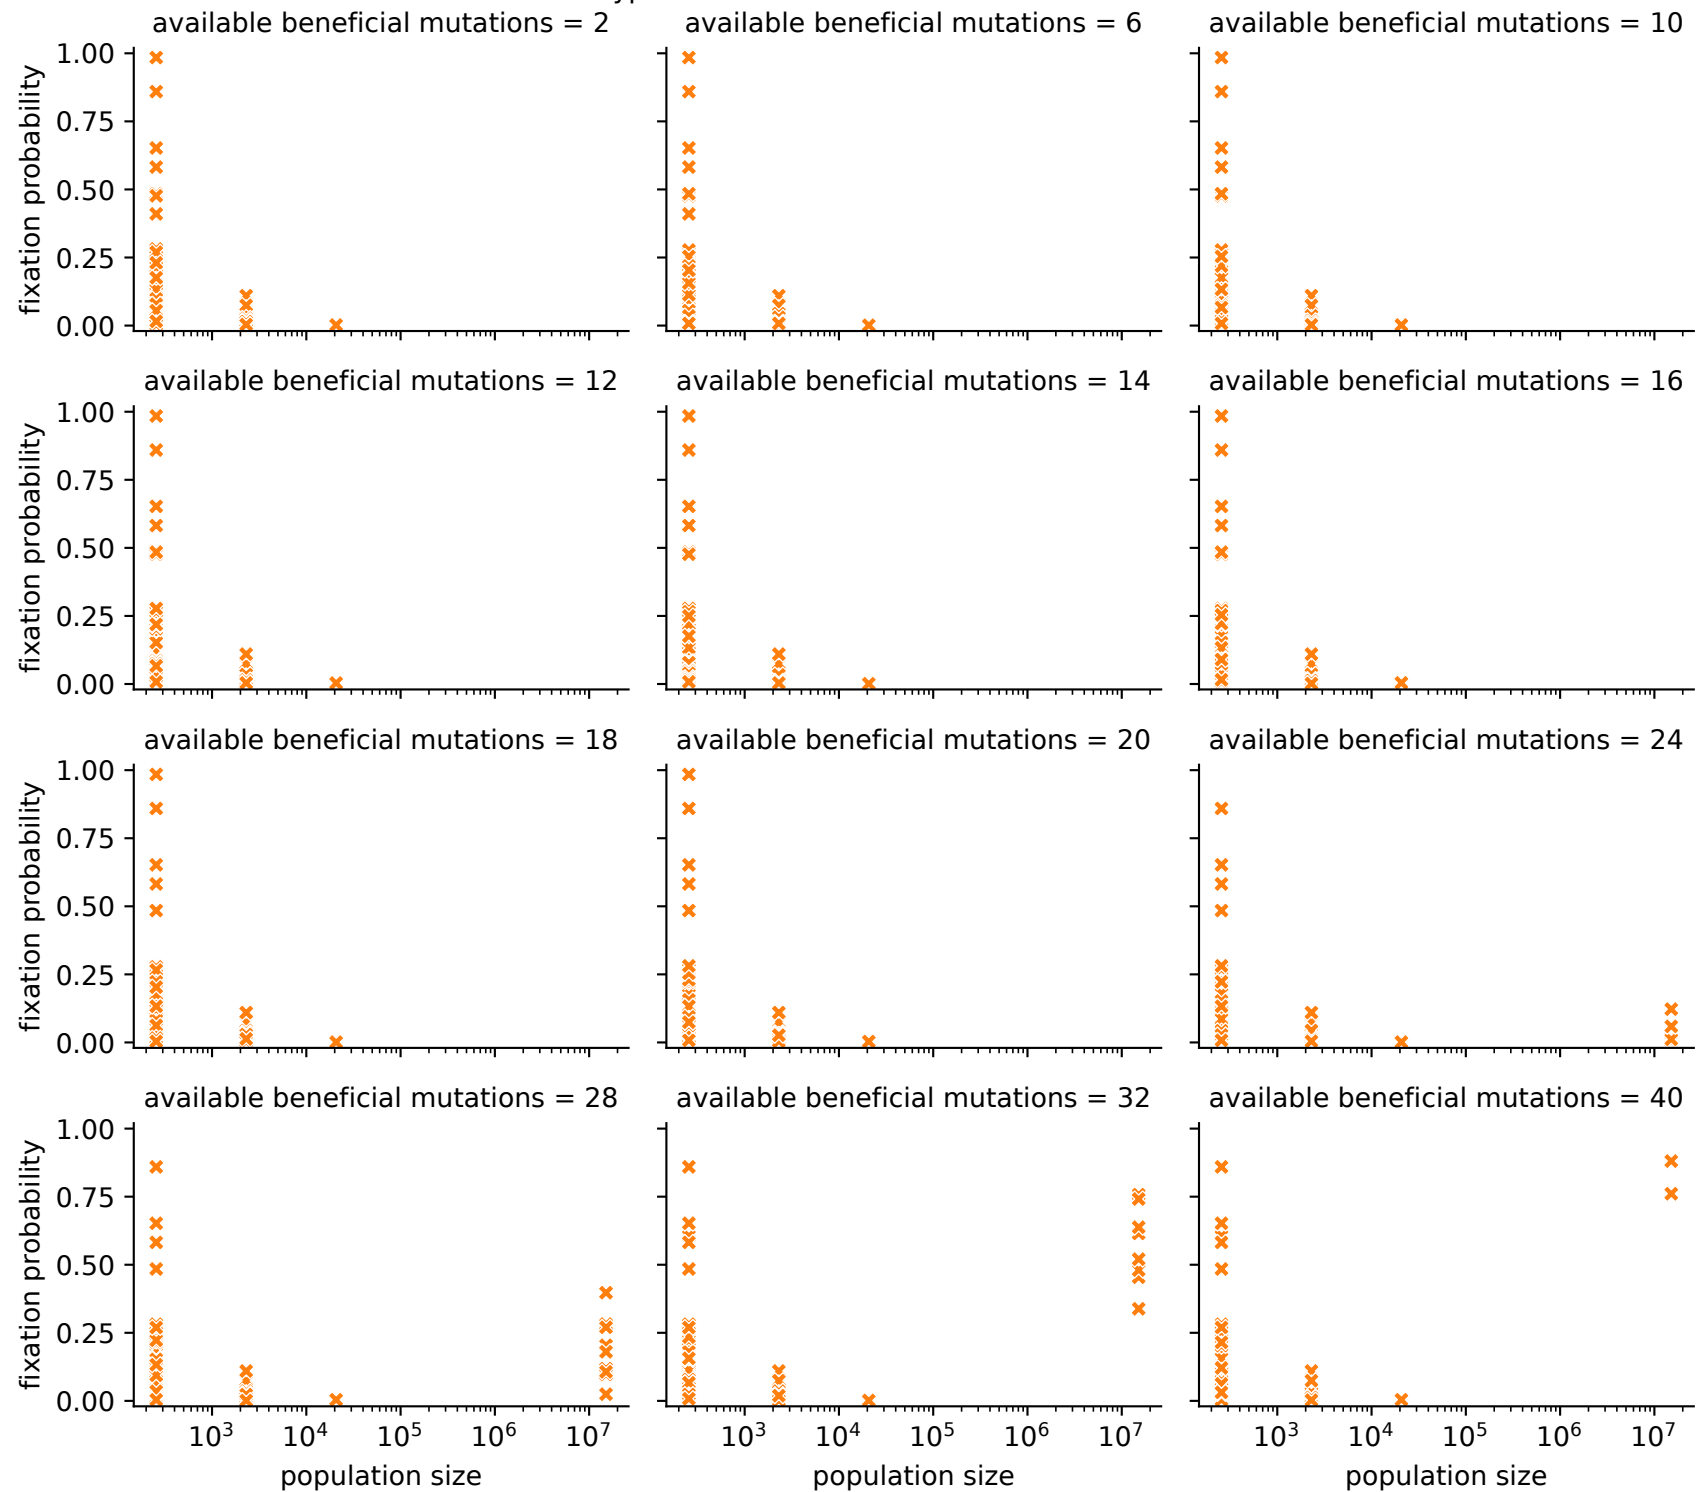 available beneficial mutations = 2
available beneficial mutations = 6
available beneficial mutations = 10
fixation probability
1.00
0.75
0.50
0.25
0.00
available beneficial mutations = 12
available beneficial mutations = 14
available beneficial mutations = 16
fixation probability
1.00
0.75
0.50
0.25
0.00
available beneficial mutations = 18
available beneficial mutations = 20
available beneficial mutations = 24
fixation probability
1.00
0.75
0.50
0.25
0.00
available beneficial mutations = 28
available beneficial mutations = 32
available beneficial mutations = 40
fixation probability
1.00
0.75
0.50
0.25
0.00
10³ 10⁴ 10⁵ 10⁶ 10⁷
10³ 10⁴ 10⁵ 10⁶ 10⁷
10³ 10⁴ 10⁵ 10⁶ 10⁷
population size
population size
population size